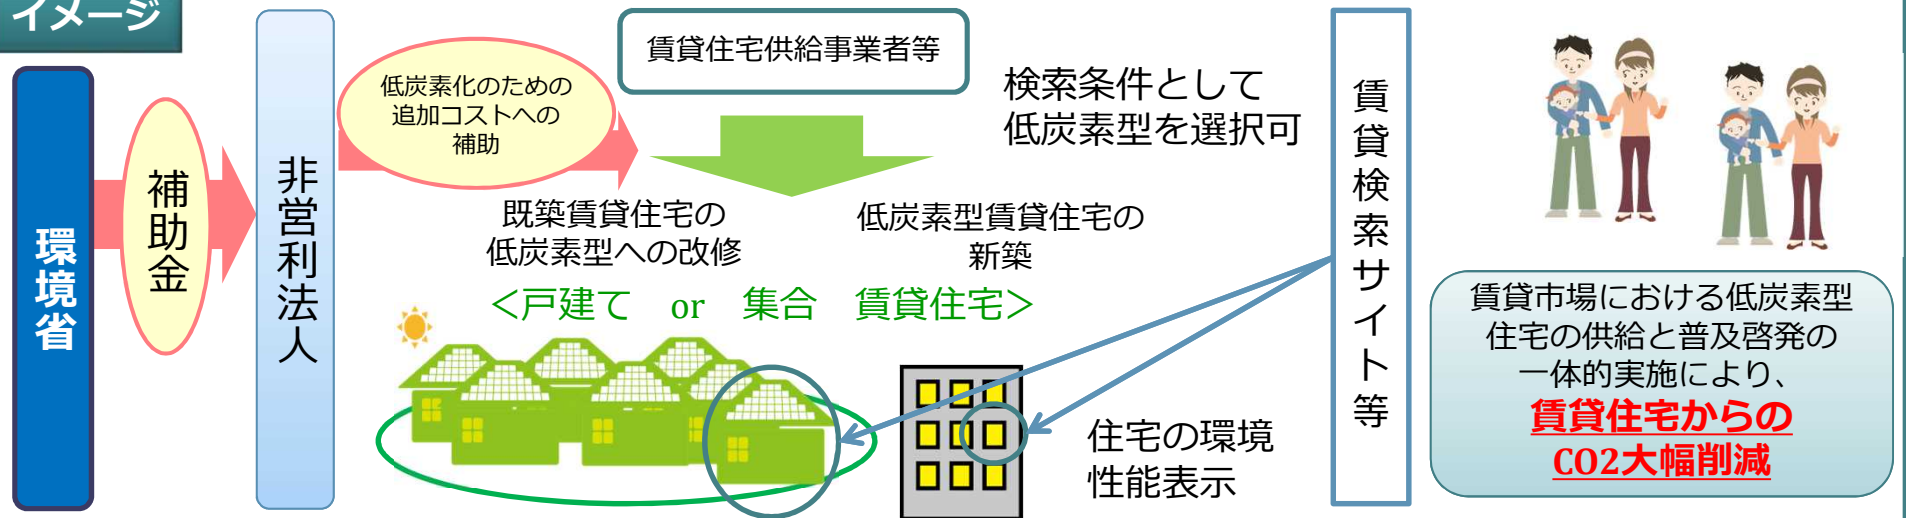 イメージ
環境省
補助金
非営利法人
低炭素化のための
追加コストへの
補助
賃貸住宅供給事業者等
検索条件として
低炭素型を選択可
既築賃貸住宅の
低炭素型への改修
低炭素型賃貸住宅の
新築
＜戸建て　or　集合　賃貸住宅＞
住宅の環境
性能表示
賃貸検索サイト等
賃貸市場における低炭素型
住宅の供給と普及啓発の
一体的実施により、
賃貸住宅からの
CO2大幅削減